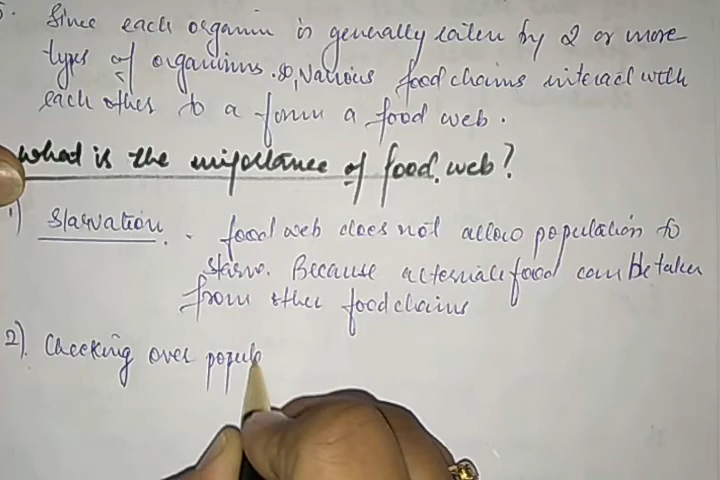 5. Since each organism is generally eaten by 2 or more
types of organisms. so, various food chains interact with
each other to a form a food web.
What is the importance of food web?
1) Starvation. - food web does not allow population to
starve. Because alternate food can be taken
from other food chains
2). Checking over popula